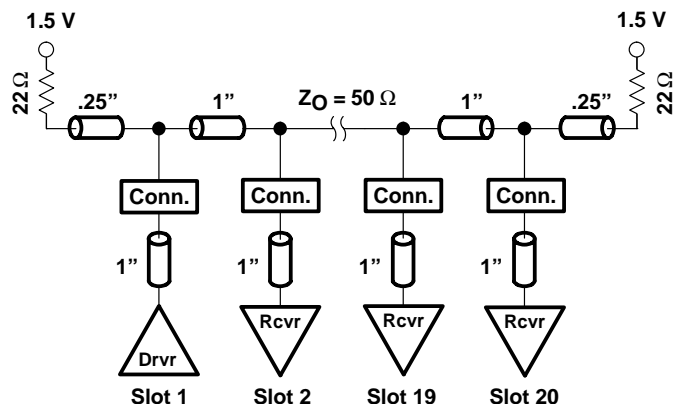 1.5 V
1.5 V
22 Ω
.25”
1”
Z_O = 50 Ω
1”
.25”
22 Ω
Conn.
Conn.
Conn.
Conn.
1”
1”
1”
1”
Drvr
Rcvr
Rcvr
Rcvr
Slot 1
Slot 2
Slot 19
Slot 20